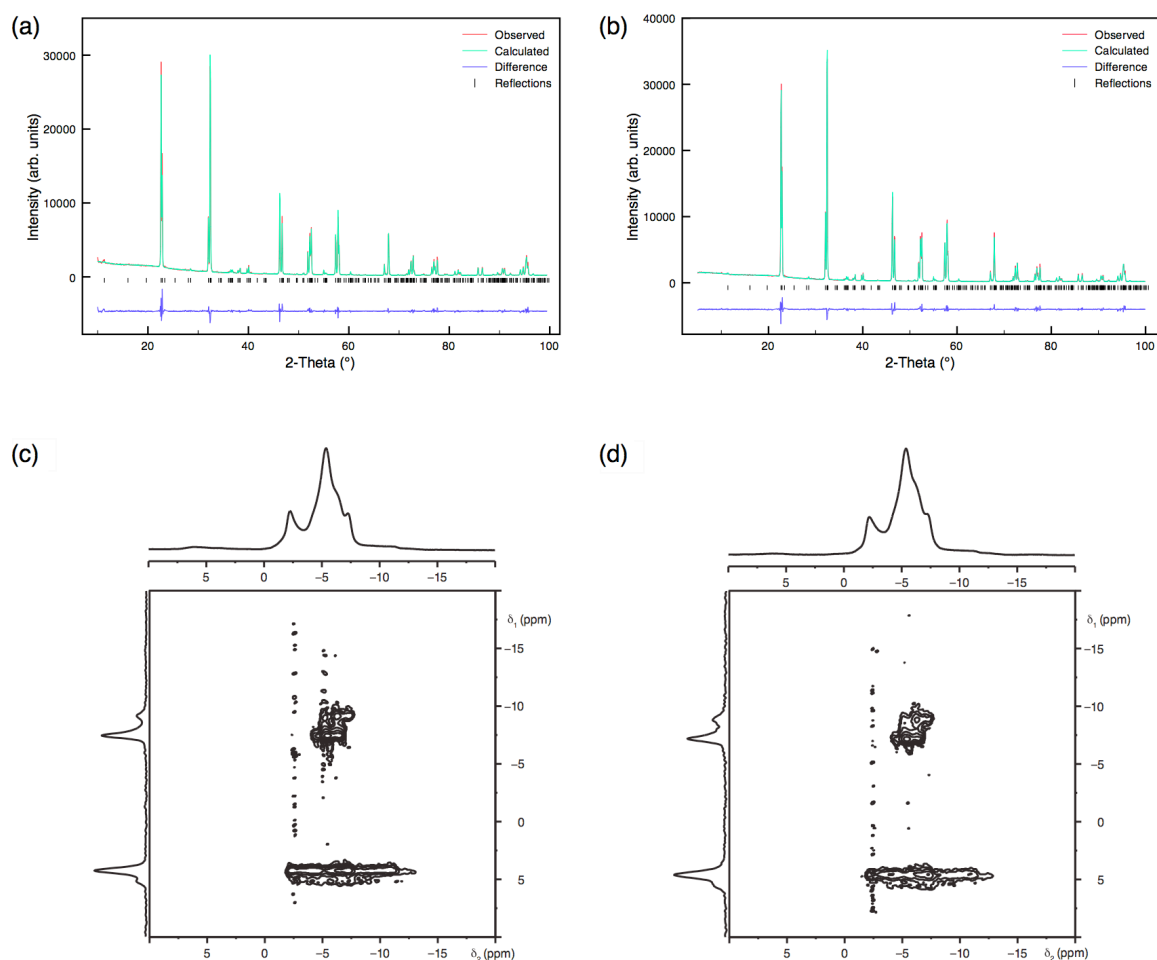 (a)
Observed
Calculated
Difference
Reflections
30000
20000
10000
0
Intensity (arb. units)
20 40 60 80 100
2-Theta (°)
(b)
Observed
Calculated
Difference
Reflections
40000
30000
20000
10000
0
Intensity (arb. units)
20 40 60 80 100
2-Theta (°)
(c)
5 0 −5 −10 −15
δ1 (ppm)
−15
−10
−5
0
5
5 0 −5 −10 −15 δ2 (ppm)
(d)
5 0 −5 −10 −15
δ1 (ppm)
−15
−10
−5
0
5
5 0 −5 −10 −15 δ2 (ppm)